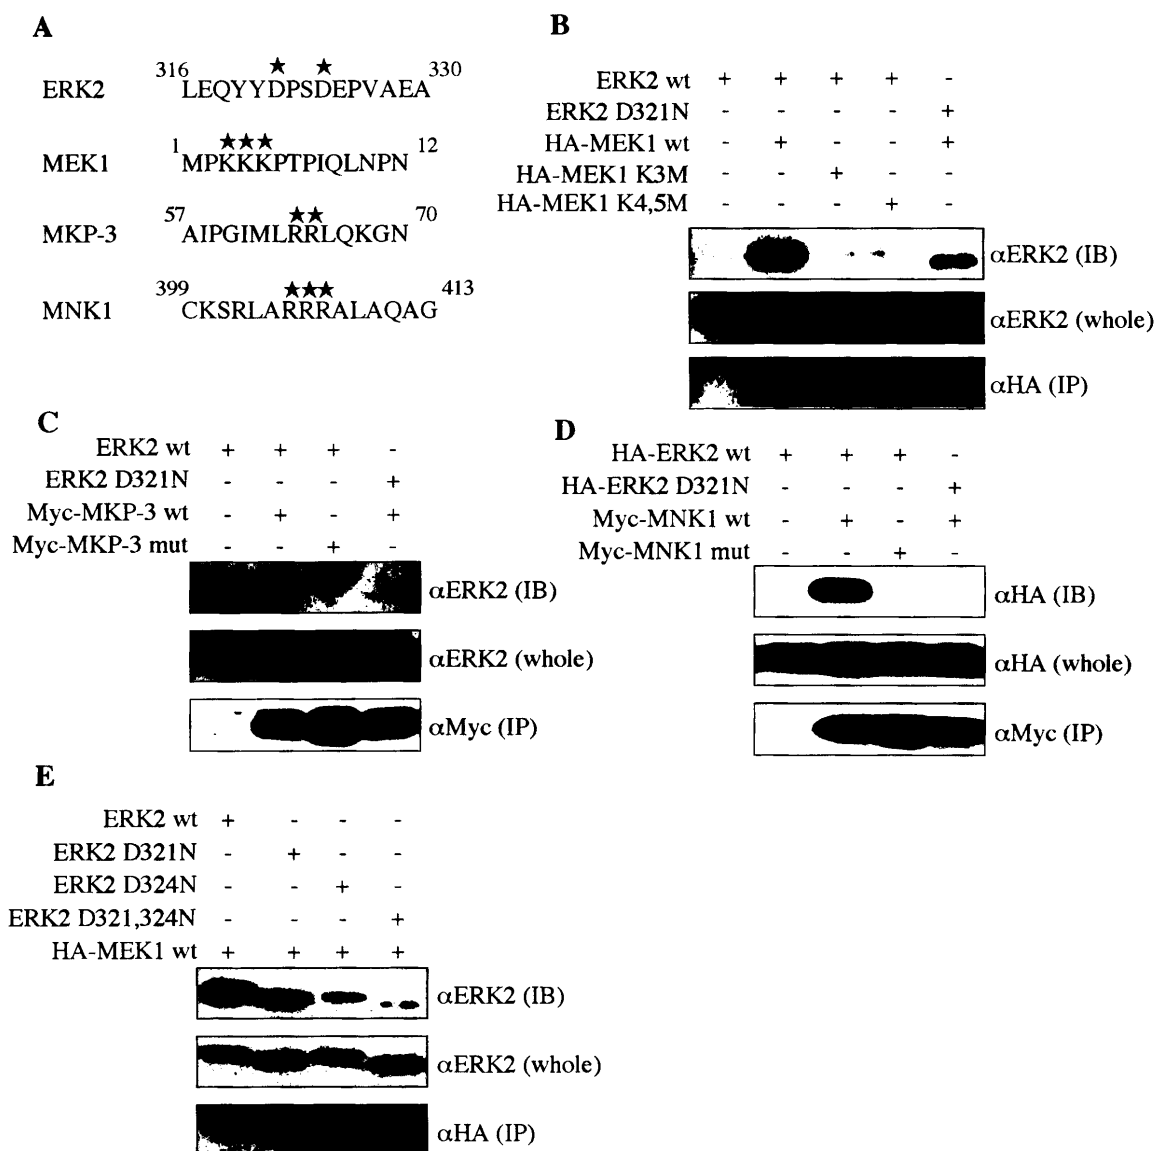 A
316 LEQYYDPSDEPVAEA 330
ERK2
★ ★
1 MPKKKPTPIQLNPN 12
MEK1
★★★
57 AIPGIMLRRLQKGN 70
MKP-3
★★
399 CKSRLARRRALAQAG 413
MNK1
★★★
B
ERK2 wt + + + + -
ERK2 D321N - - - - +
HA-MEK1 wt - + - - +
HA-MEK1 K3M - - + - -
HA-MEK1 K4,5M - - - + -
αERK2 (IB)
αERK2 (whole)
αHA (IP)
C
ERK2 wt + + + -
ERK2 D321N - - - +
Myc-MKP-3 wt - + - +
Myc-MKP-3 mut - - + -
αERK2 (IB)
αERK2 (whole)
αMyc (IP)
D
HA-ERK2 wt + + + -
HA-ERK2 D321N - - - +
Myc-MNK1 wt - + - +
Myc-MNK1 mut - - + -
αHA (IB)
αHA (whole)
αMyc (IP)
E
ERK2 wt + - - -
ERK2 D321N - + - -
ERK2 D324N - - + -
ERK2 D321,324N - - - +
HA-MEK1 wt + + + +
αERK2 (IB)
αERK2 (whole)
αHA (IP)